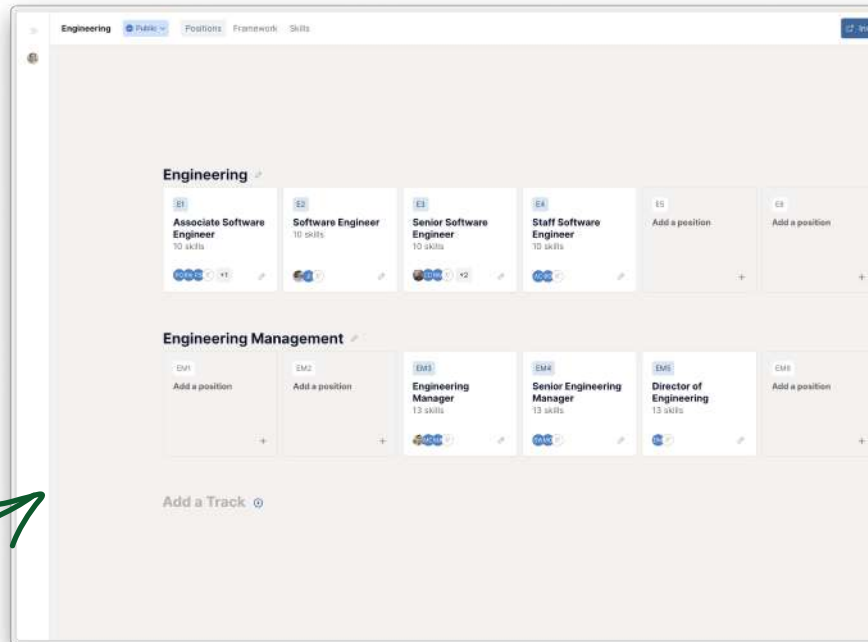 Engineering Public Positions Framework Skills
Engineering
E1
Associate Software
Engineer
10 skills
+1
E2
Software Engineer
10 skills
E3
Senior Software
Engineer
10 skills
+2
E4
Staff Software
Engineer
10 skills
E5
Add a position
+
E6
Add a position
+
Engineering Management
EM1
Add a position
+
EM2
Add a position
+
EM3
Engineering
Manager
13 skills
EM4
Senior Engineering
Manager
13 skills
EM5
Director of
Engineering
13 skills
EM6
Add a position
+
Add a Track